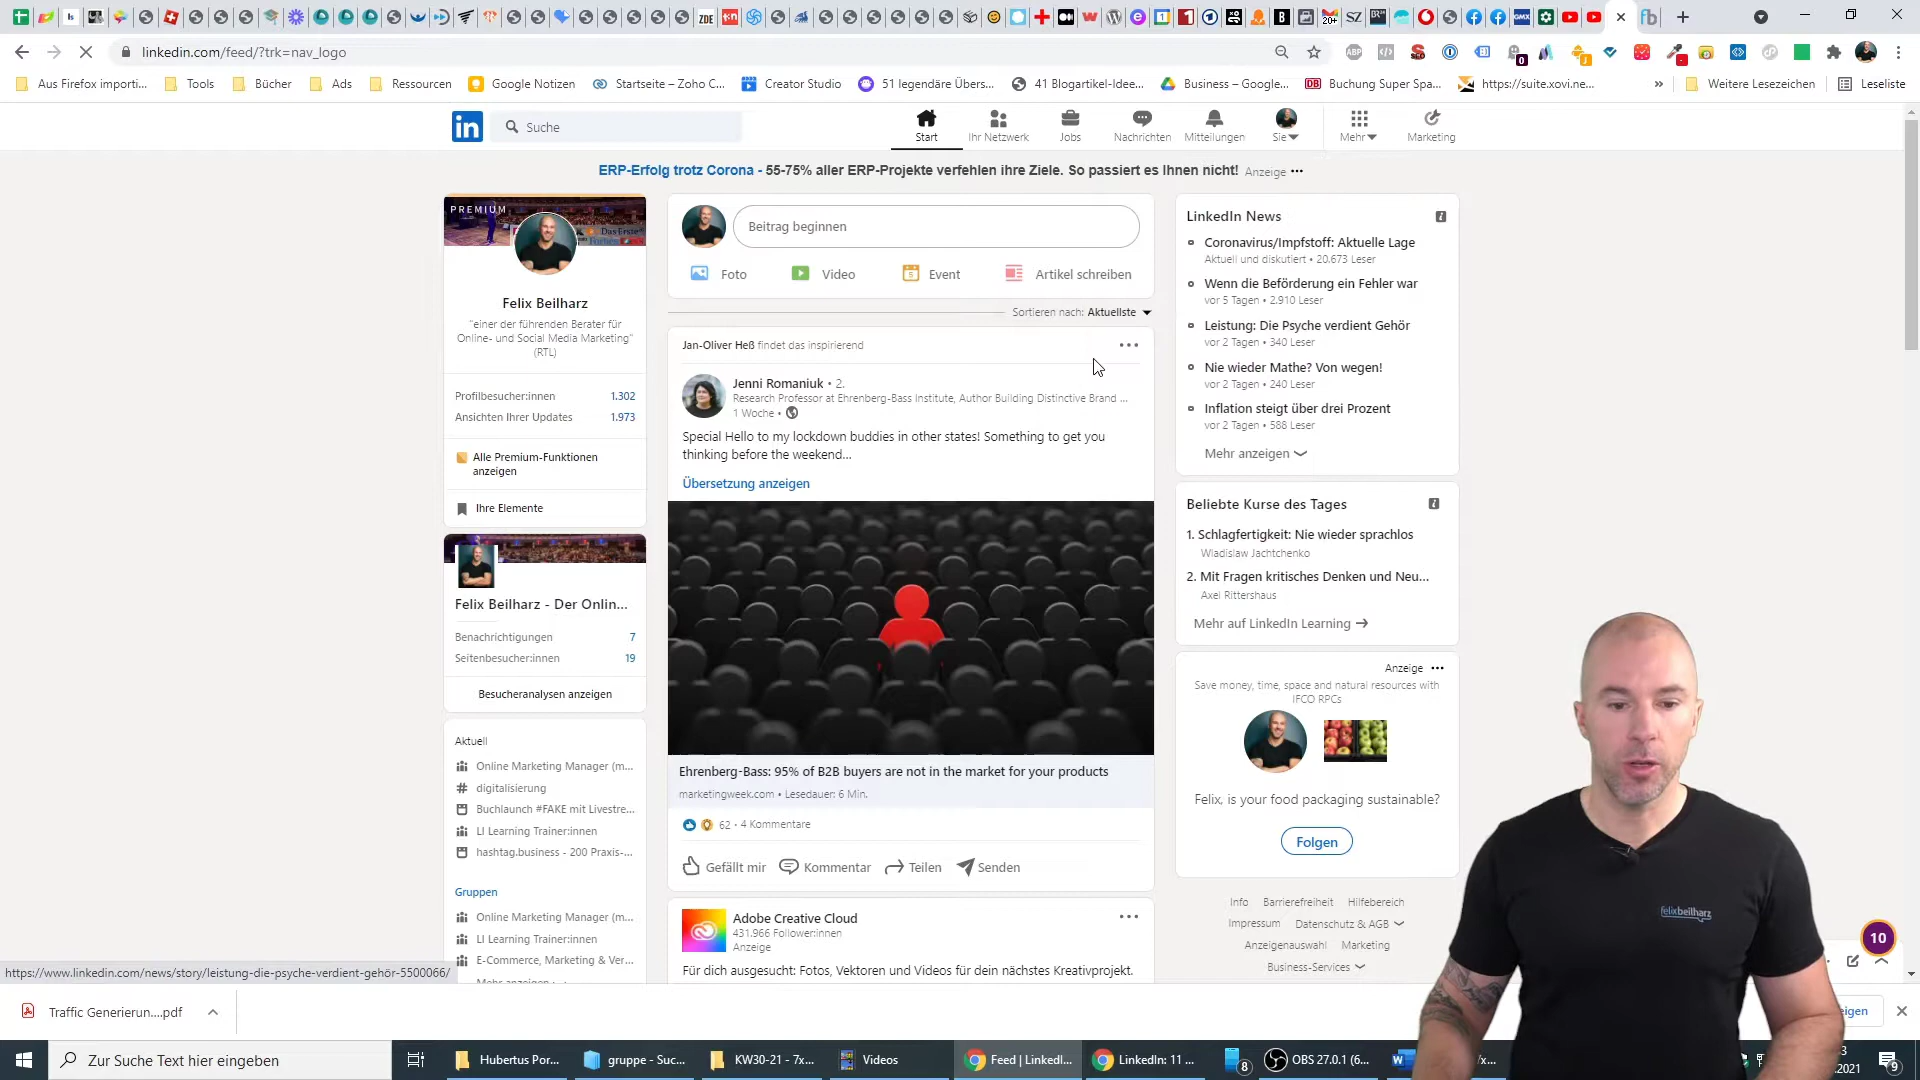 linkedin.com/feed/?trk=nav_logo
Aus Firefox importi... Tools Bücher Ads Ressourcen Google Notizen Startseite – Zoho C... Creator Studio 51 legendäre Übers... 41 Blogartikel-Idee... Business – Google... Buchung Super Spa... https://suite.xovi.ne... » Weitere Lesezeichen Leseliste
in Suche
Start Ihr Netzwerk Jobs Nachrichten Mitteilungen Sie Mehr Marketing
ERP-Erfolg trotz Corona - 55-75% aller ERP-Projekte verfehlen ihre Ziele. So passiert es Ihnen nicht! Anzeige •••
PREMIUM
Das Erste
Felix Beilharz
"einer der führenden Berater für
Online- und Social Media Marketing"
(RTL)
Profilbesucher:innen 1.302
Ansichten Ihrer Updates 1.973
Alle Premium-Funktionen
anzeigen
Ihre Elemente
Felix Beilharz - Der Onlin...
Benachrichtigungen 7
Seitenbesucher:innen 19
Besucheranalysen anzeigen
Aktuell
Online Marketing Manager (m...
# digitalisierung
Buchlaunch #FAKE mit Livestre...
LI Learning Trainer:innen
hashtag.business - 200 Praxis-...
Gruppen
Online Marketing Manager (m...
LI Learning Trainer:innen
E-Commerce, Marketing & Ver...
Beitrag beginnen
Foto Video Event Artikel schreiben
Sortieren nach: Aktuellste
Jan-Oliver Heß findet das inspirierend
Jenni Romaniuk • 2.
Research Professor at Ehrenberg-Bass Institute, Author Building Distinctive Brand ...
1 Woche •
Special Hello to my lockdown buddies in other states! Something to get you
thinking before the weekend...
Übersetzung anzeigen
Ehrenberg-Bass: 95% of B2B buyers are not in the market for your products
marketingweek.com • Lesedauer: 6 Min.
62 • 4 Kommentare
Gefällt mir Kommentar Teilen Senden
Adobe Creative Cloud
431.966 Follower:innen
Anzeige
Für dich ausgesucht: Fotos, Vektoren und Videos für dein nächstes Kreativprojekt.
LinkedIn News
Coronavirus/Impfstoff: Aktuelle Lage
Aktuell und diskutiert • 20.673 Leser
Wenn die Beförderung ein Fehler war
vor 5 Tagen • 2.910 Leser
Leistung: Die Psyche verdient Gehör
vor 2 Tagen • 340 Leser
Nie wieder Mathe? Von wegen!
vor 2 Tagen • 240 Leser
Inflation steigt über drei Prozent
vor 2 Tagen • 588 Leser
Mehr anzeigen
Beliebte Kurse des Tages
1. Schlagfertigkeit: Nie wieder sprachlos
Wladislaw Jachtchenko
2. Mit Fragen kritisches Denken und Neu...
Axel Rittershaus
Mehr auf LinkedIn Learning →
Anzeige •••
Save money, time, space and natural resources with
IFCO RPCs
Felix, is your food packaging sustainable?
Folgen
Info Barrierefreiheit Hilfebereich
Impressum Datenschutz & AGB
Anzeigenauswahl Marketing
Business-Services
felixbeilharz
10
https://www.linkedin.com/news/story/leistung-die-psyche-verdient-gehör-5500066/
Traffic Generierun....pdf
Zur Suche Text hier eingeben
Hubertus Por... gruppe - Suc... KW30-21 - 7x... Videos Feed | LinkedI... LinkedIn: 11 ... 8 OBS 27.0.1 (6...